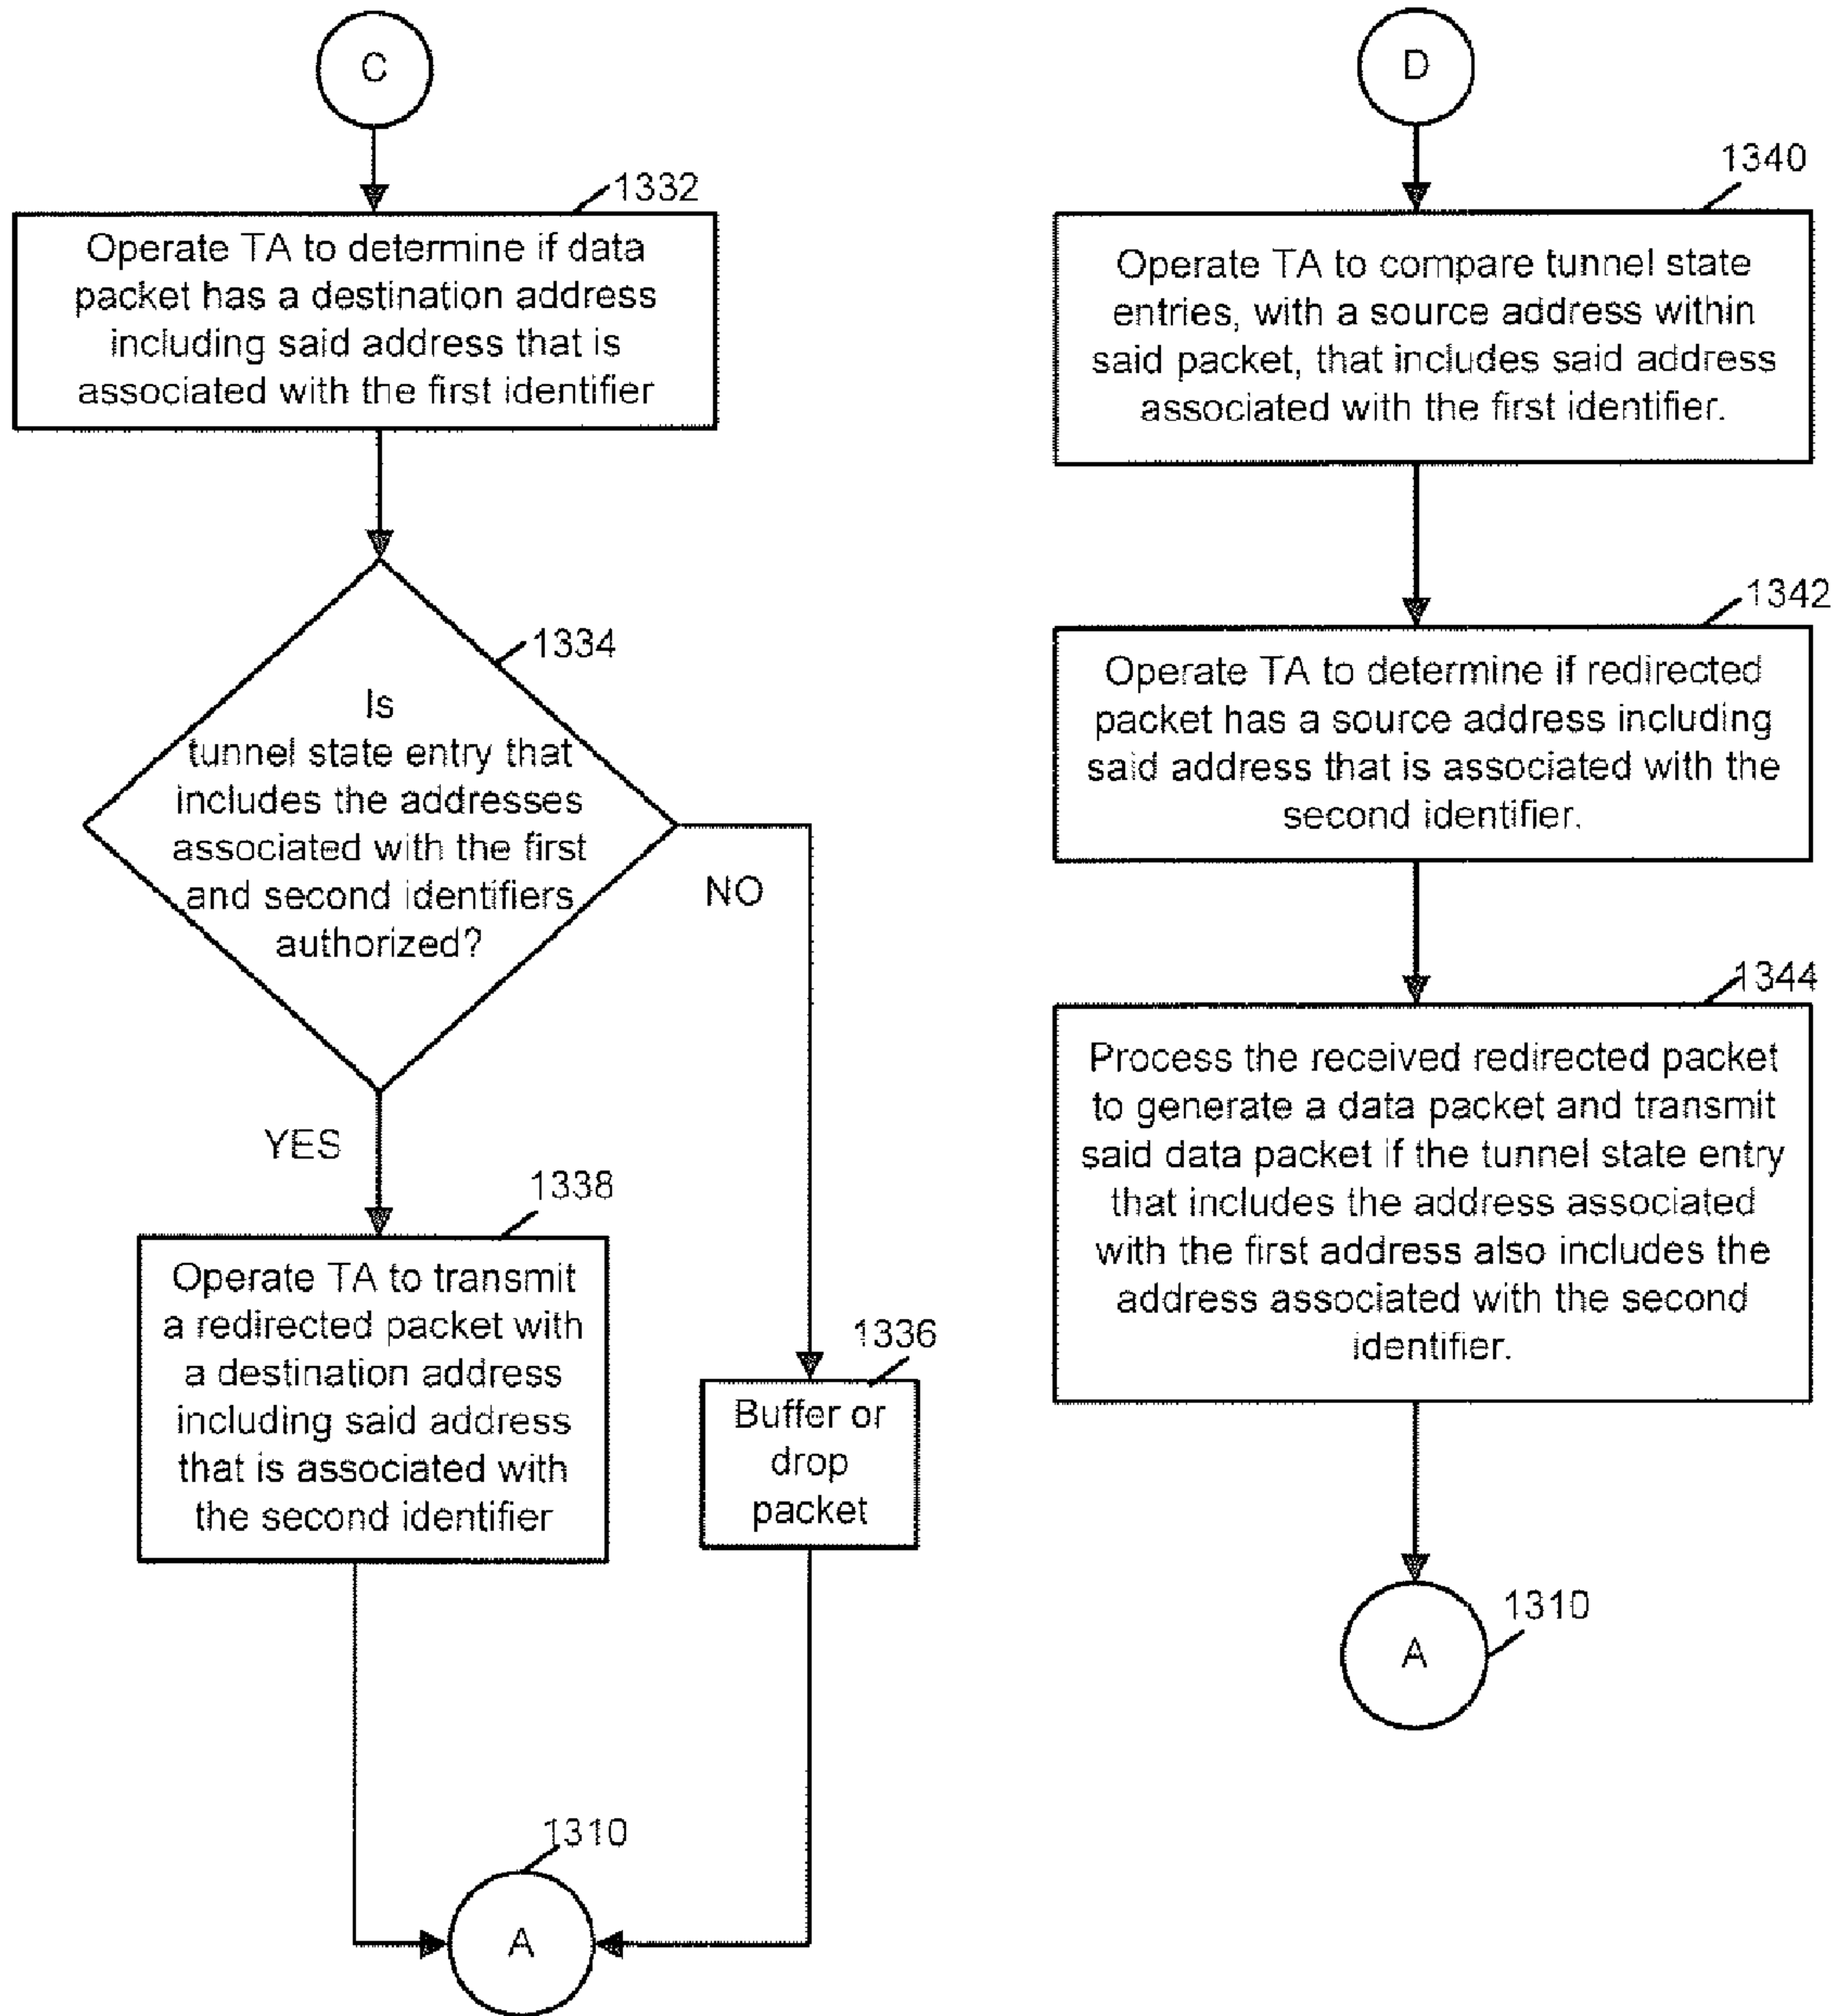 C
1332
Operate TA to determine if data
packet has a destination address
including said address that is
associated with the first identifier
1334
Is
tunnel state entry that
includes the addresses
associated with the first
and second identifiers
authorized?
NO
YES
1338
Operate TA to transmit
a redirected packet with
a destination address
including said address
that is associated with
the second identifier
1336
Buffer or
drop
packet
1310
A
D
1340
Operate TA to compare tunnel state
entries, with a source address within
said packet, that includes said address
associated with the first identifier.
1342
Operate TA to determine if redirected
packet has a source address including
said address that is associated with the
second identifier.
1344
Process the received redirected packet
to generate a data packet and transmit
said data packet if the tunnel state entry
that includes the address associated
with the first address also includes the
address associated with the second
identifier.
1310
A